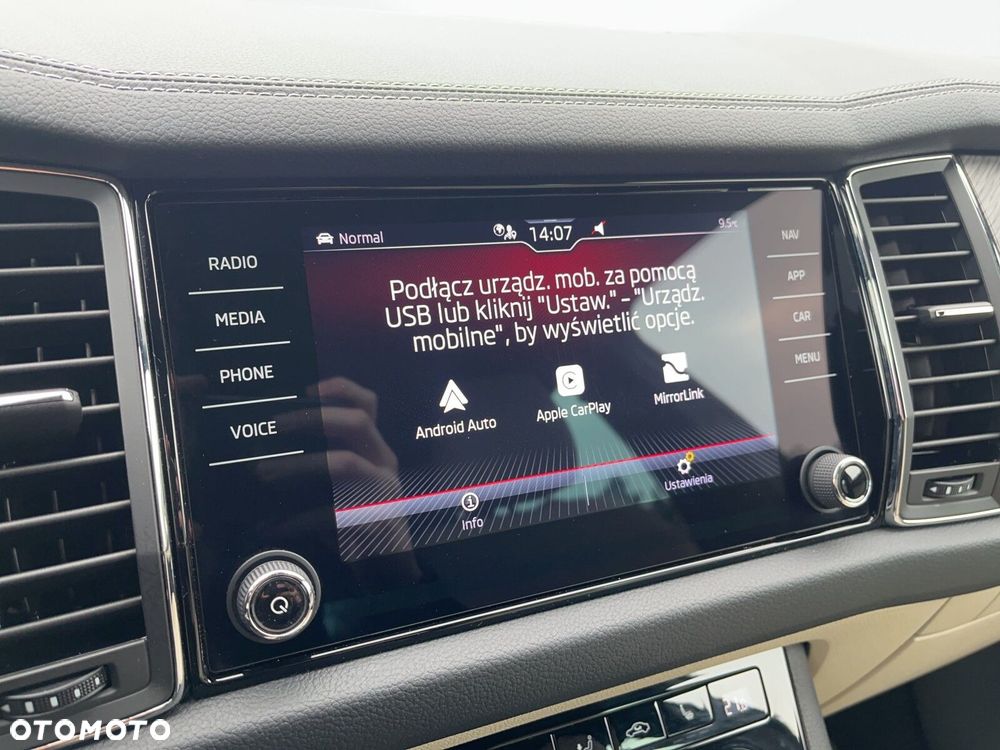 Normal
14:07
9.5°C
RADIO
MEDIA
PHONE
VOICE
Podłącz urządz. mob. za pomocą
USB lub kliknij "Ustaw." – "Urządz.
mobilne", by wyświetlić opcje.
Android Auto
Apple CarPlay
MirrorLink
Info
Ustawienia
NAV
APP
CAR
MENU
OTOMOTO